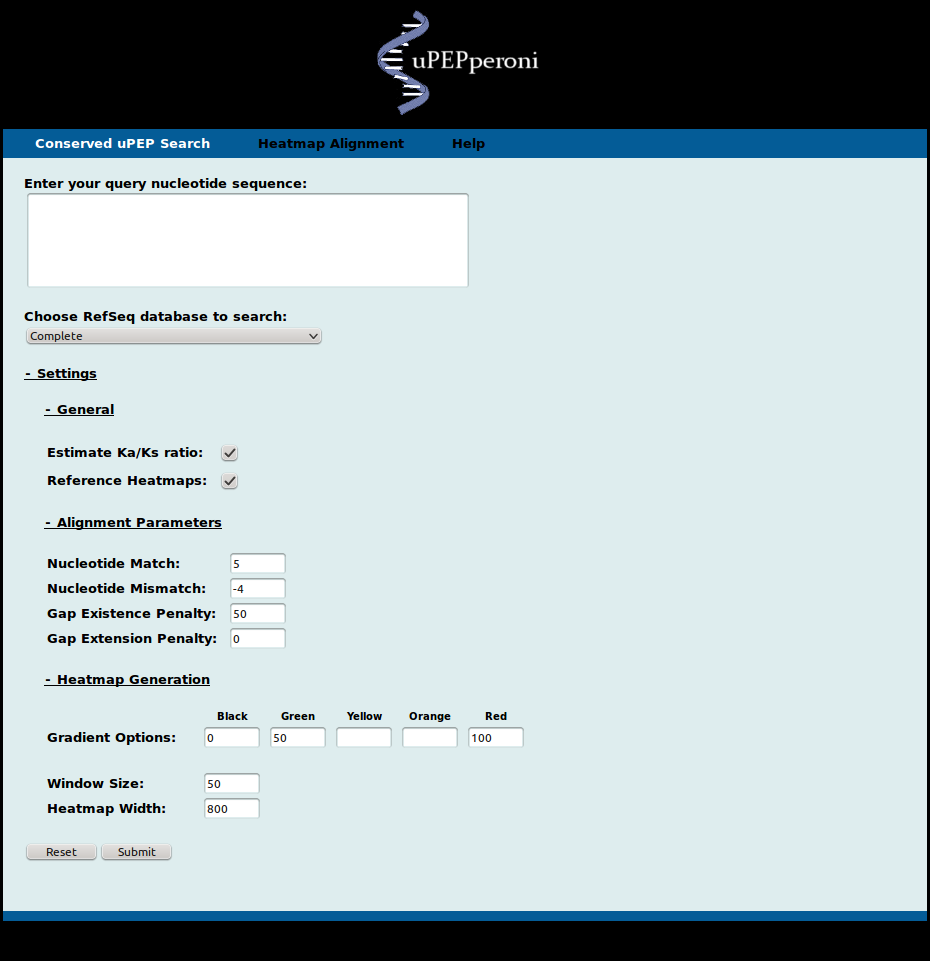 uPEPperoni
Conserved uPEP Search Heatmap Alignment Help
Enter your query nucleotide sequence:
Choose RefSeq database to search:
Complete
- Settings
- General
Estimate Ka/Ks ratio:
Reference Heatmaps:
- Alignment Parameters
Nucleotide Match: 5
Nucleotide Mismatch: -4
Gap Existence Penalty: 50
Gap Extension Penalty: 0
- Heatmap Generation
Black Green Yellow Orange Red
Gradient Options: 0 50 100
Window Size: 50
Heatmap Width: 800
Reset Submit